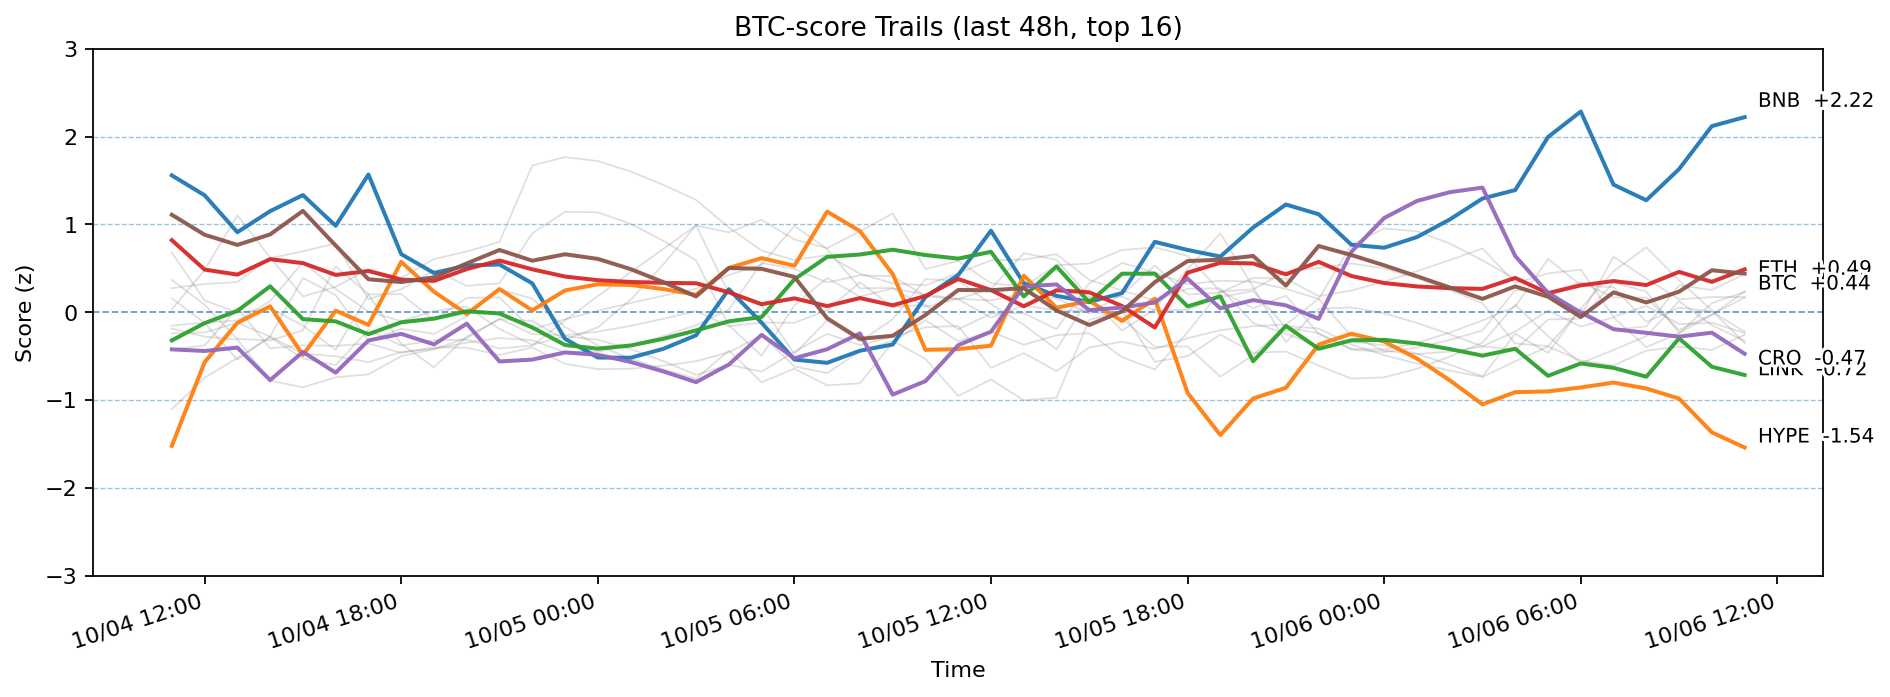 BTC-score Trails (last 48h, top 16)
Score (z)
3
2
1
0
−1
−2
−3
BNB +2.22
ETH +0.49
BTC +0.44
CRO -0.47
LINK -0.72
HYPE -1.54
10/04 12:00
10/04 18:00
10/05 00:00
10/05 06:00
10/05 12:00
10/05 18:00
10/06 00:00
10/06 06:00
10/06 12:00
Time